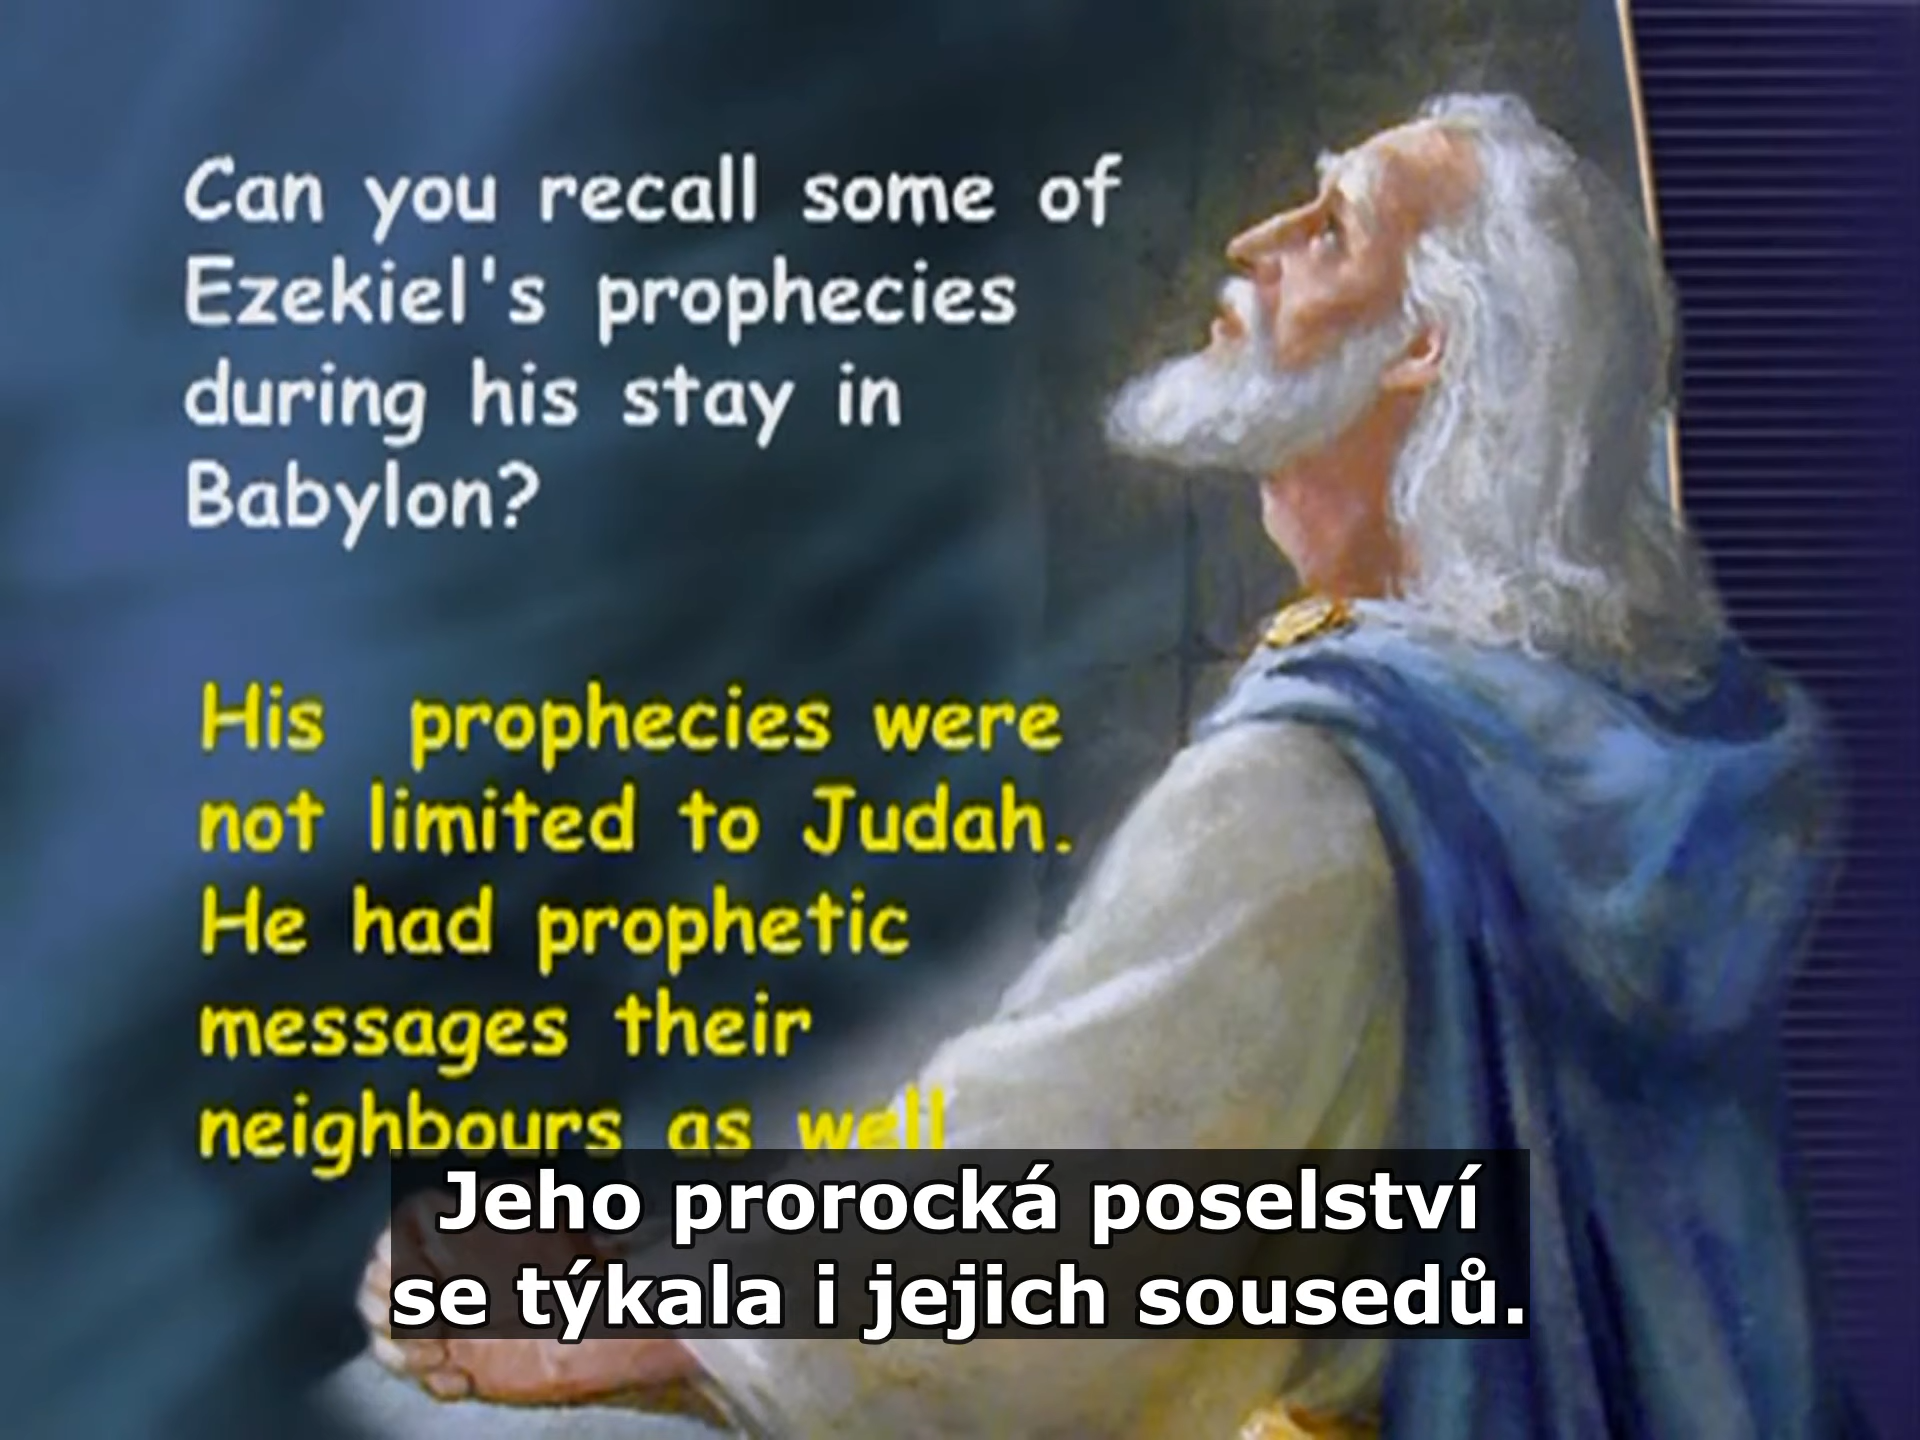 Can you recall some of
Ezekiel's prophecies
during his stay in
Babylon?
His prophecies were
not limited to Judah.
He had prophetic
messages their
neighbours as well
Jeho prorocká poselství
se týkala i jejich sousedů.